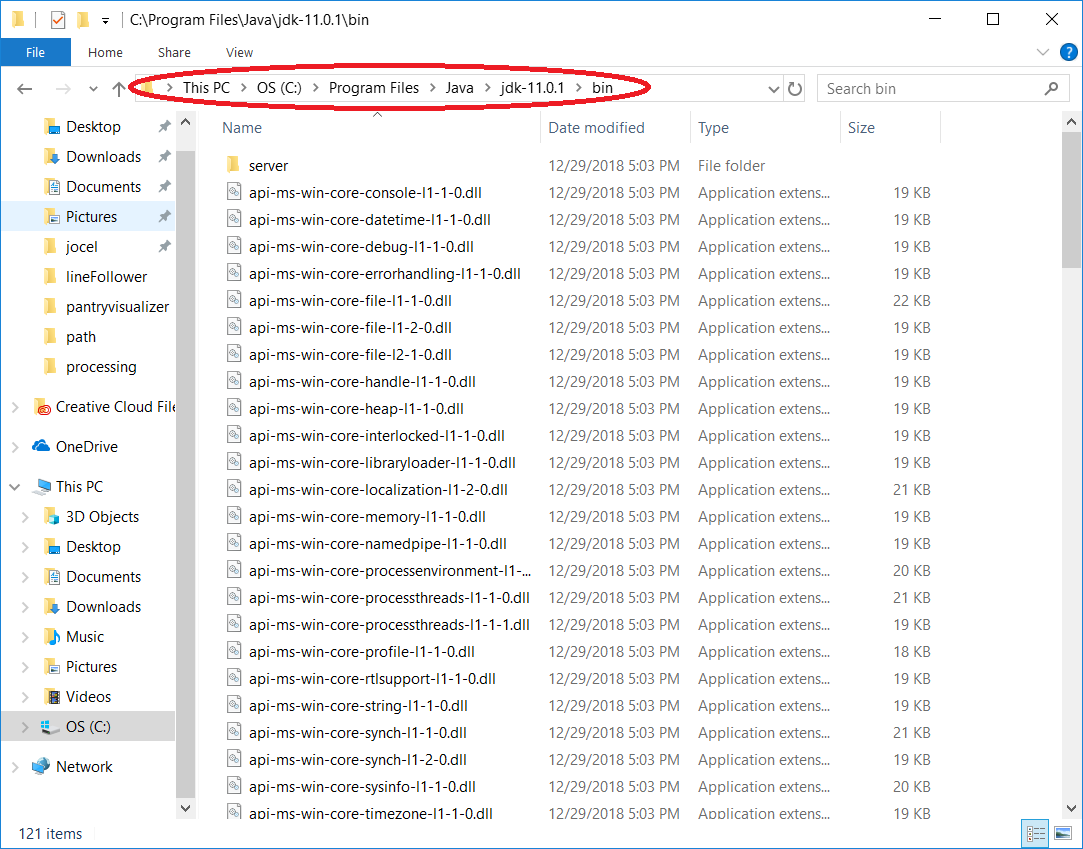 C:\Program Files\Java\jdk-11.0.1\bin
File Home Share View
This PC OS (C:) Program Files Java jdk-11.0.1 bin Search bin
Name Date modified Type Size
Desktop
Downloads
Documents
Pictures
jocel
lineFollower
pantryvisualizer
path
processing
Creative Cloud File
OneDrive
This PC
3D Objects
Desktop
Documents
Downloads
Music
Pictures
Videos
OS (C:)
Network
server 12/29/2018 5:03 PM File folder
api-ms-win-core-console-l1-1-0.dll 12/29/2018 5:03 PM Application extens... 19 KB
api-ms-win-core-datetime-l1-1-0.dll 12/29/2018 5:03 PM Application extens... 19 KB
api-ms-win-core-debug-l1-1-0.dll 12/29/2018 5:03 PM Application extens... 19 KB
api-ms-win-core-errorhandling-l1-1-0.dll 12/29/2018 5:03 PM Application extens... 19 KB
api-ms-win-core-file-l1-1-0.dll 12/29/2018 5:03 PM Application extens... 22 KB
api-ms-win-core-file-l1-2-0.dll 12/29/2018 5:03 PM Application extens... 19 KB
api-ms-win-core-file-l2-1-0.dll 12/29/2018 5:03 PM Application extens... 19 KB
api-ms-win-core-handle-l1-1-0.dll 12/29/2018 5:03 PM Application extens... 19 KB
api-ms-win-core-heap-l1-1-0.dll 12/29/2018 5:03 PM Application extens... 19 KB
api-ms-win-core-interlocked-l1-1-0.dll 12/29/2018 5:03 PM Application extens... 19 KB
api-ms-win-core-libraryloader-l1-1-0.dll 12/29/2018 5:03 PM Application extens... 19 KB
api-ms-win-core-localization-l1-2-0.dll 12/29/2018 5:03 PM Application extens... 21 KB
api-ms-win-core-memory-l1-1-0.dll 12/29/2018 5:03 PM Application extens... 19 KB
api-ms-win-core-namedpipe-l1-1-0.dll 12/29/2018 5:03 PM Application extens... 19 KB
api-ms-win-core-processenvironment-l1-... 12/29/2018 5:03 PM Application extens... 20 KB
api-ms-win-core-processthreads-l1-1-0.dll 12/29/2018 5:03 PM Application extens... 21 KB
api-ms-win-core-processthreads-l1-1-1.dll 12/29/2018 5:03 PM Application extens... 19 KB
api-ms-win-core-profile-l1-1-0.dll 12/29/2018 5:03 PM Application extens... 18 KB
api-ms-win-core-rtlsupport-l1-1-0.dll 12/29/2018 5:03 PM Application extens... 19 KB
api-ms-win-core-string-l1-1-0.dll 12/29/2018 5:03 PM Application extens... 19 KB
api-ms-win-core-synch-l1-1-0.dll 12/29/2018 5:03 PM Application extens... 21 KB
api-ms-win-core-synch-l1-2-0.dll 12/29/2018 5:03 PM Application extens... 19 KB
api-ms-win-core-sysinfo-l1-1-0.dll 12/29/2018 5:03 PM Application extens... 20 KB
api-ms-win-core-timezone-l1-1-0.dll 12/29/2018 5:03 PM Application extens... 19 KB
121 items